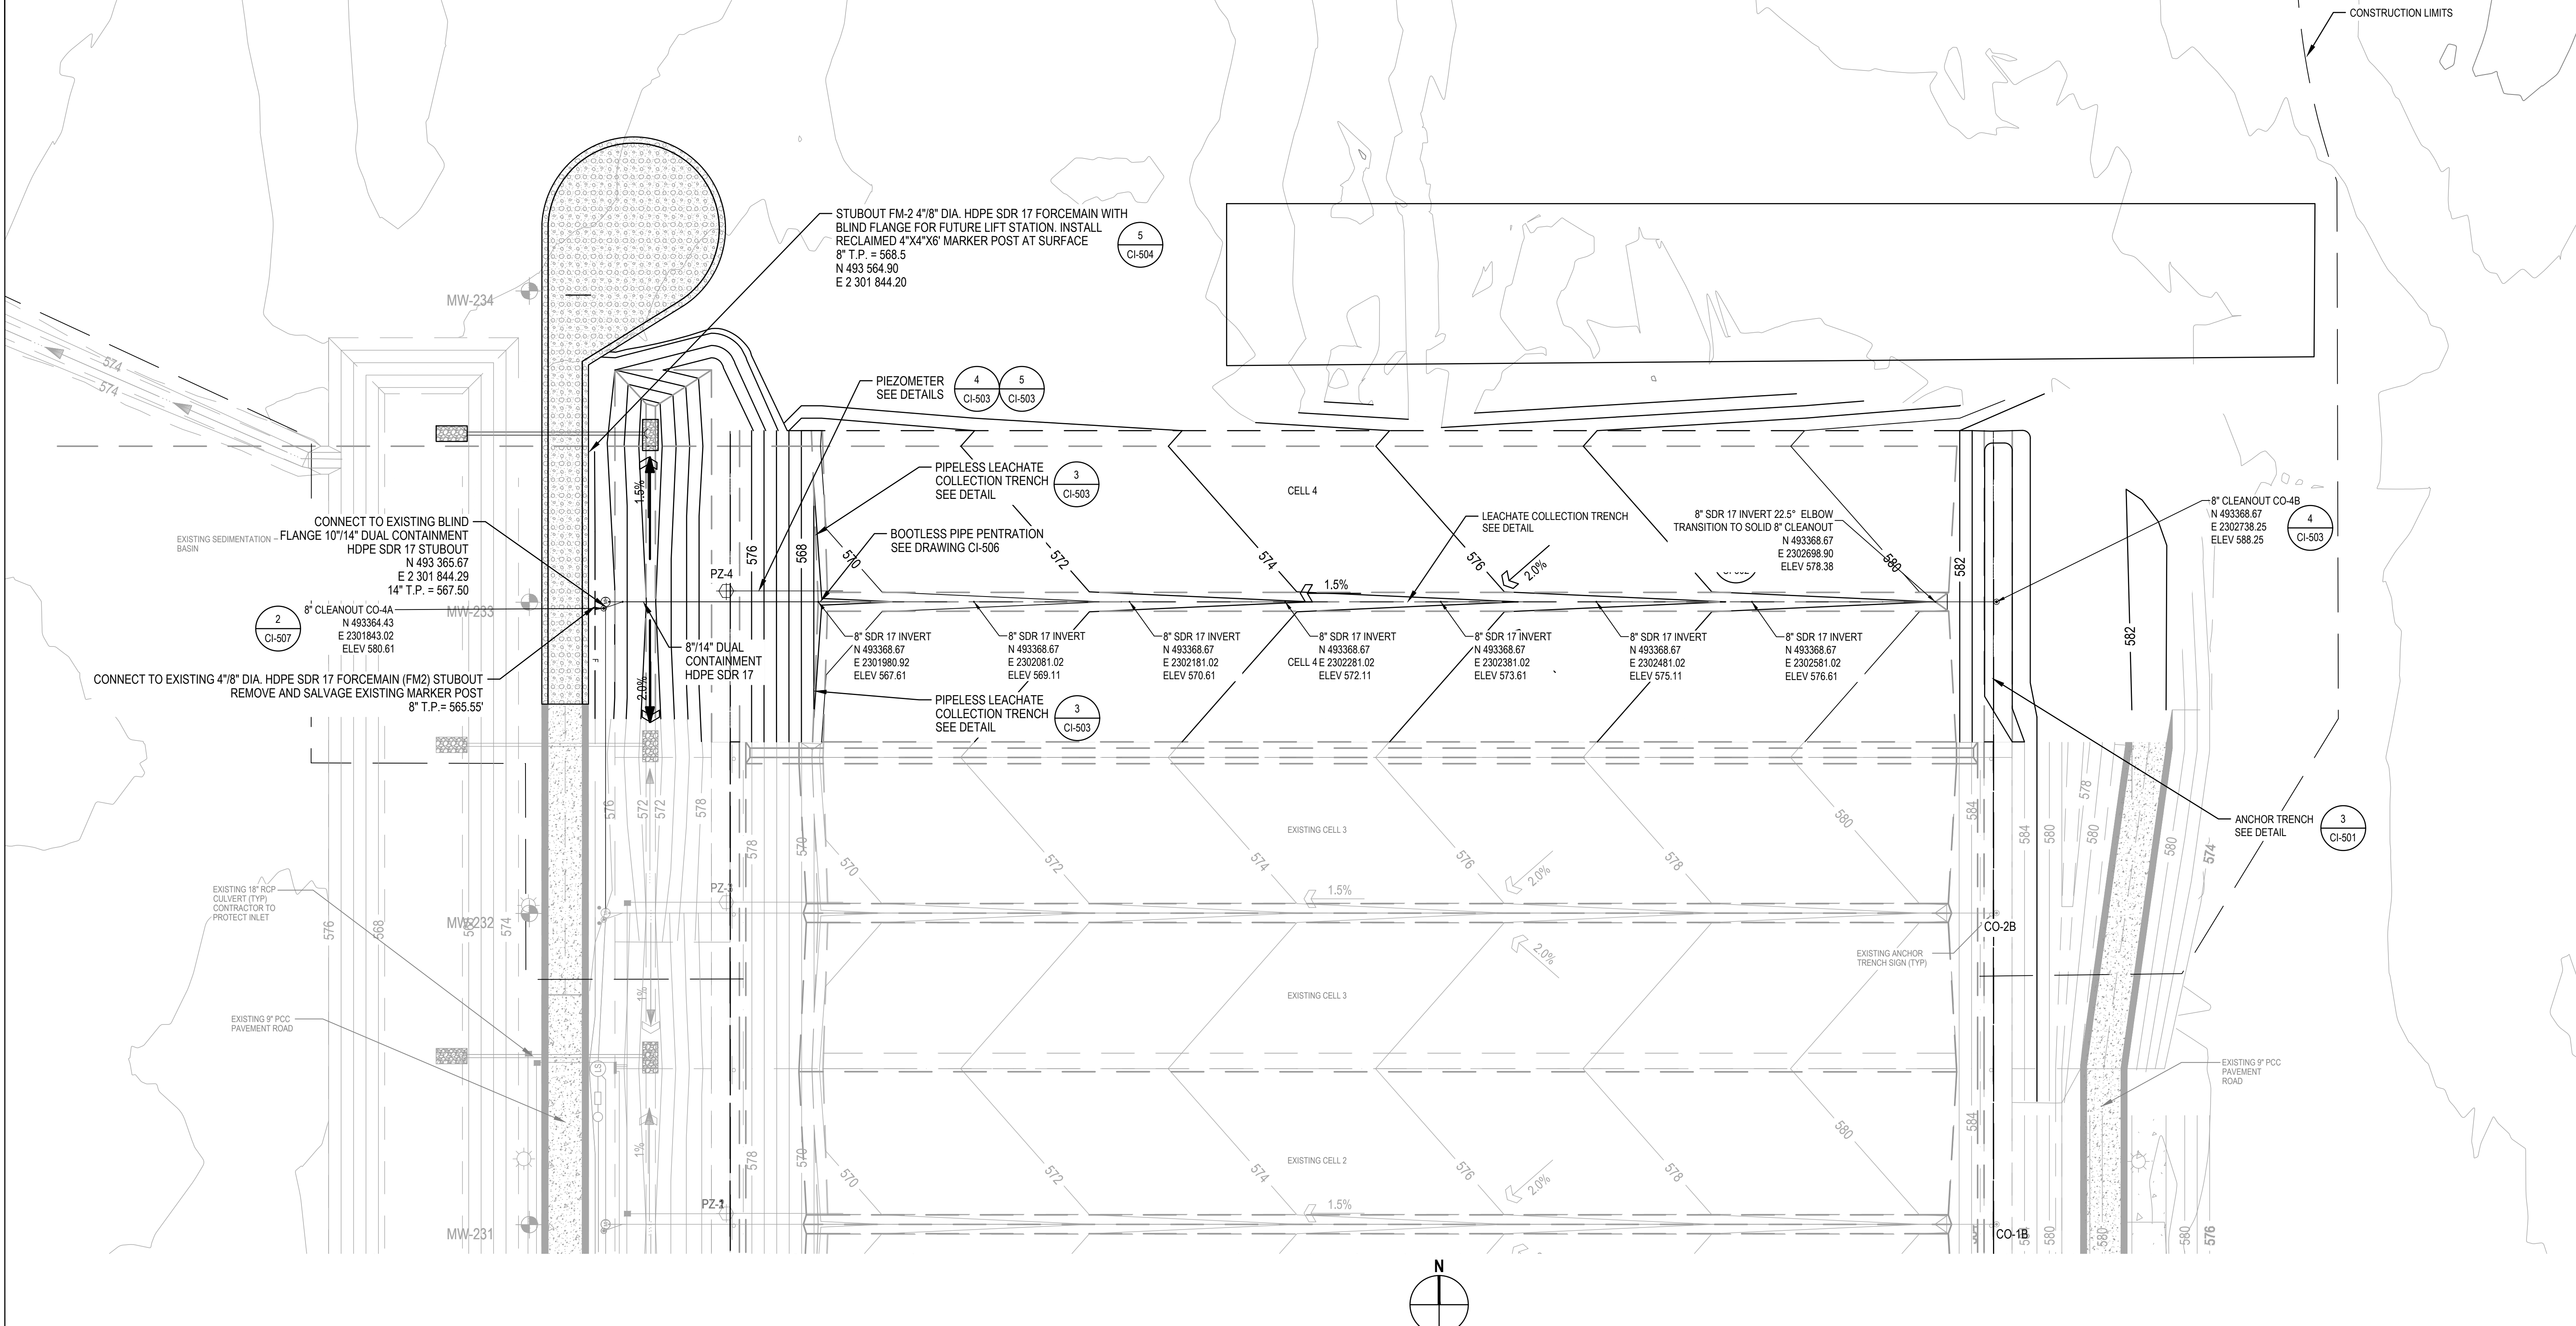 CONSTRUCTION LIMITS
STUBOUT FM-2 4"/8" DIA. HDPE SDR 17 FORCEMAIN WITH
BLIND FLANGE FOR FUTURE LIFT STATION. INSTALL
RECLAIMED 4"X4"X6' MARKER POST AT SURFACE
8" T.P. = 568.5
N 493 564.90
E 2 301 844.20
5
CI-504
MW-234
574
574
PIEZOMETER
SEE DETAILS
4
CI-503
5
CI-503
PIPELESS LEACHATE
COLLECTION TRENCH
SEE DETAIL
3
CI-503
1.5%
CELL 4
BOOTLESS PIPE PENTRATION
SEE DRAWING CI-506
LEACHATE COLLECTION TRENCH
SEE DETAIL
8" SDR 17 INVERT 22.5° ELBOW
TRANSITION TO SOLID 8" CLEANOUT
N 493368.67
E 2302698.90
ELEV 578.38
8" CLEANOUT CO-4B
N 493368.67
E 2302738.25
ELEV 588.25
4
CI-503
EXISTING SEDIMENTATION
BASIN
CONNECT TO EXISTING BLIND
FLANGE 10"/14" DUAL CONTAINMENT
HDPE SDR 17 STUBOUT
N 493 365.67
E 2 301 844.29
14" T.P. = 567.50
576
568
570
572
574
576
580
582
2.0%
1.5%
PZ-4
MW-233
2
CI-507
8" CLEANOUT CO-4A
N 493364.43
E 2301843.02
ELEV 580.61
8"/14" DUAL
CONTAINMENT
HDPE SDR 17
F
2.0%
8" SDR 17 INVERT
N 493368.67
E 2301980.92
ELEV 567.61
8" SDR 17 INVERT
N 493368.67
E 2302081.02
ELEV 569.11
8" SDR 17 INVERT
N 493368.67
E 2302181.02
ELEV 570.61
8" SDR 17 INVERT
N 493368.67
CELL 4
E 2302281.02
ELEV 572.11
8" SDR 17 INVERT
N 493368.67
E 2302381.02
ELEV 573.61
8" SDR 17 INVERT
N 493368.67
E 2302481.02
ELEV 575.11
8" SDR 17 INVERT
N 493368.67
E 2302581.02
ELEV 576.61
582
CONNECT TO EXISTING 4"/8" DIA. HDPE SDR 17 FORCEMAIN (FM2) STUBOUT
REMOVE AND SALVAGE EXISTING MARKER POST
8" T.P.= 565.55'
PIPELESS LEACHATE
COLLECTION TRENCH
SEE DETAIL
3
CI-503
ANCHOR TRENCH
SEE DETAIL
3
CI-501
576
572
572
578
578
570
570
572
574
576
578
580
584
584
580
580
578
580
574
EXISTING CELL 3
1.5%
2.0%
EXISTING 18" RCP
CULVERT (TYP)
CONTRACTOR TO
PROTECT INLET
PZ-3
MW-232
576
568
574
CO-2B
EXISTING ANCHOR
TRENCH SIGN (TYP)
2.0%
EXISTING CELL 3
1%
EXISTING 9" PCC
PAVEMENT ROAD
LS
EXISTING 9" PCC
PAVEMENT
ROAD
1%
578
570
570
572
574
576
578
580
584
EXISTING CELL 2
2.0%
1.5%
MW-231
CO-1B
580
580
580
576
N